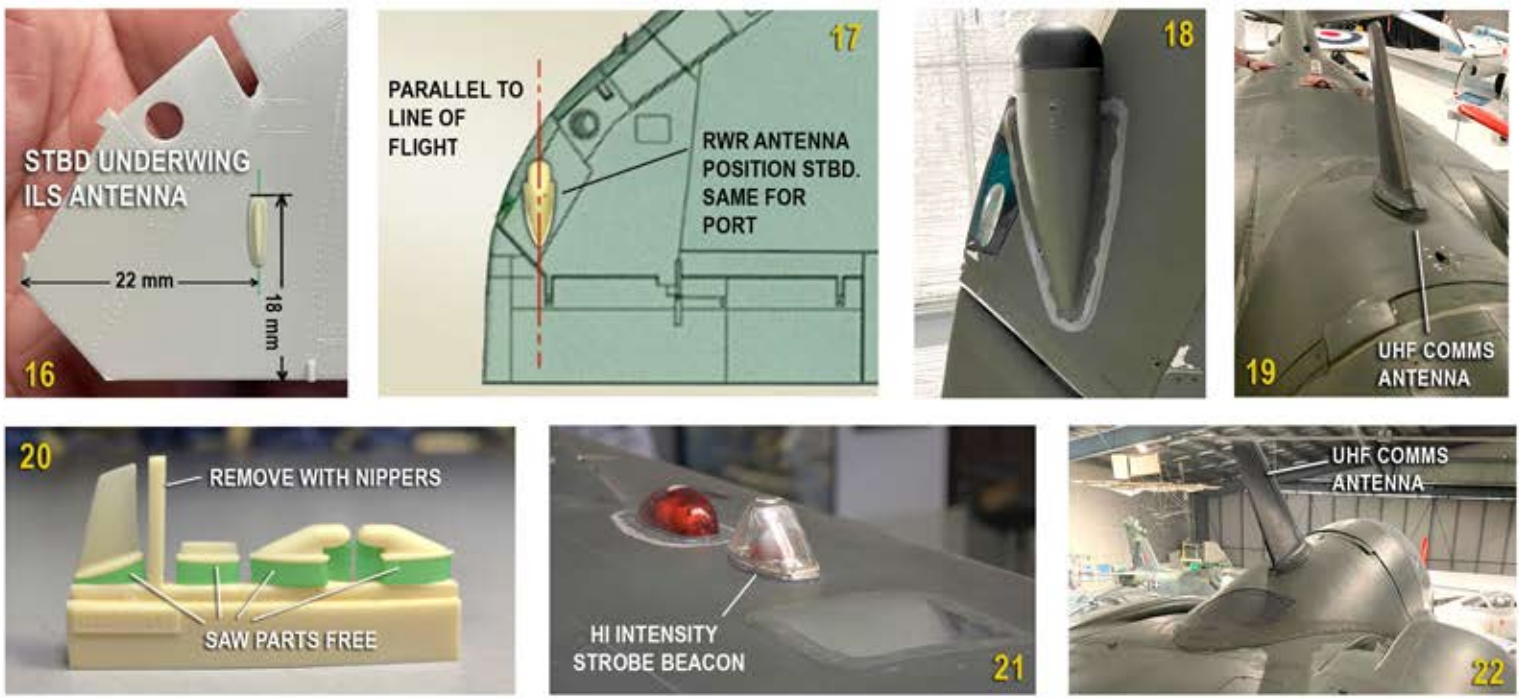 STBD UNDERWING
ILS ANTENNA
22 mm
18 mm
16
17
PARALLEL TO
LINE OF
FLIGHT
RWR ANTENNA
POSITION STBD.
SAME FOR
PORT
18
19
UHF COMMS
ANTENNA
20
REMOVE WITH NIPPERS
SAW PARTS FREE
HI INTENSITY
STROBE BEACON
21
UHF COMMS
ANTENNA
22